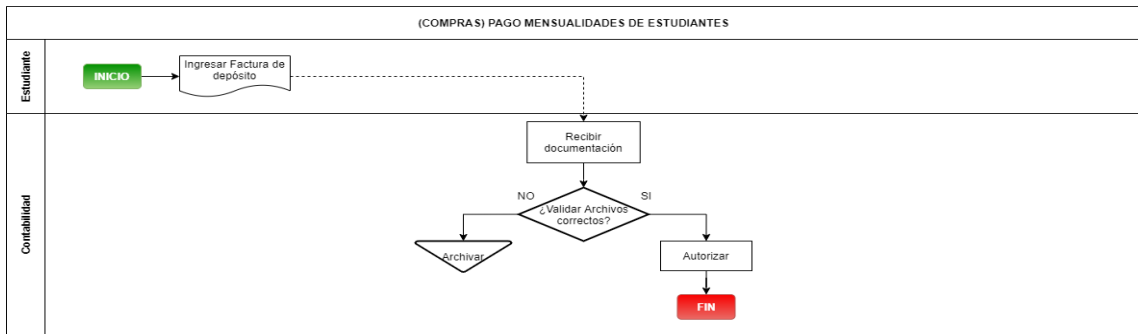 (COMPRAS) PAGO MENSUALIDADES DE ESTUDIANTES
Estudiante
INICIO
Ingresar Factura de
depósito
Contabilidad
Recibir
documentación
NO
SI
¿Validar Archivos
correctos?
Archivar
Autorizar
FIN